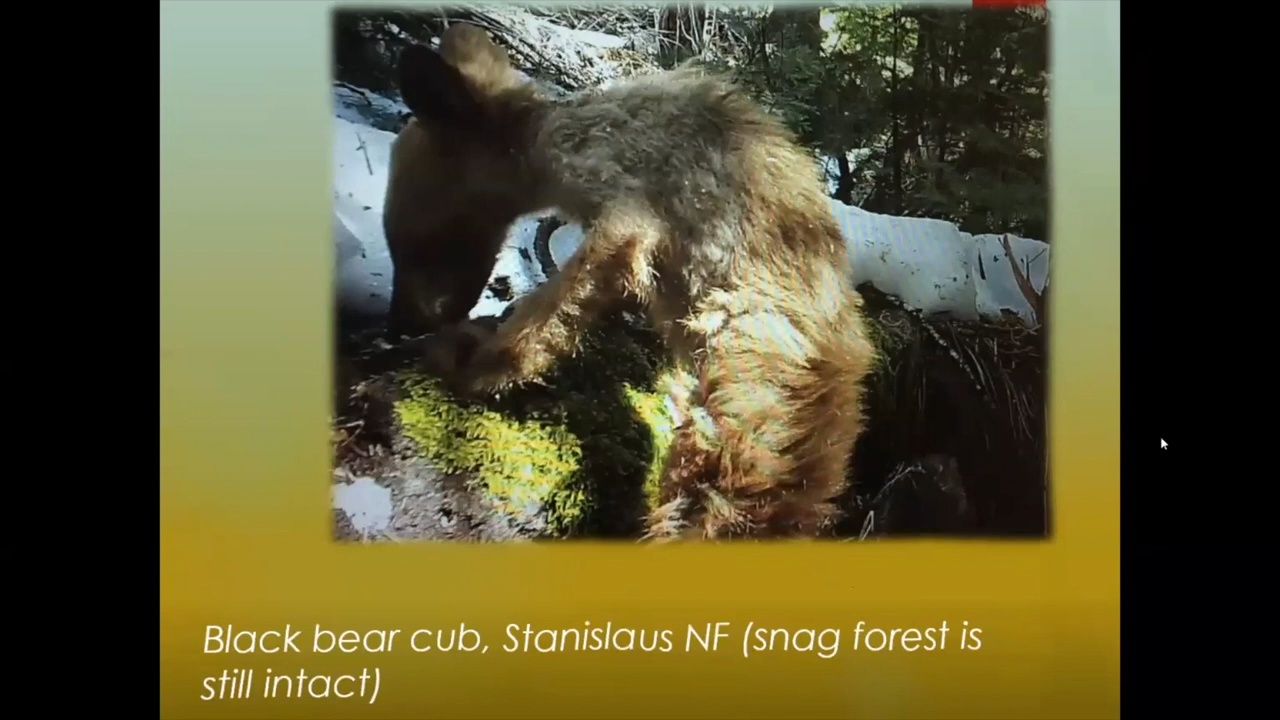 Black bear cub, Stanislaus NF (snag forest is
still intact)